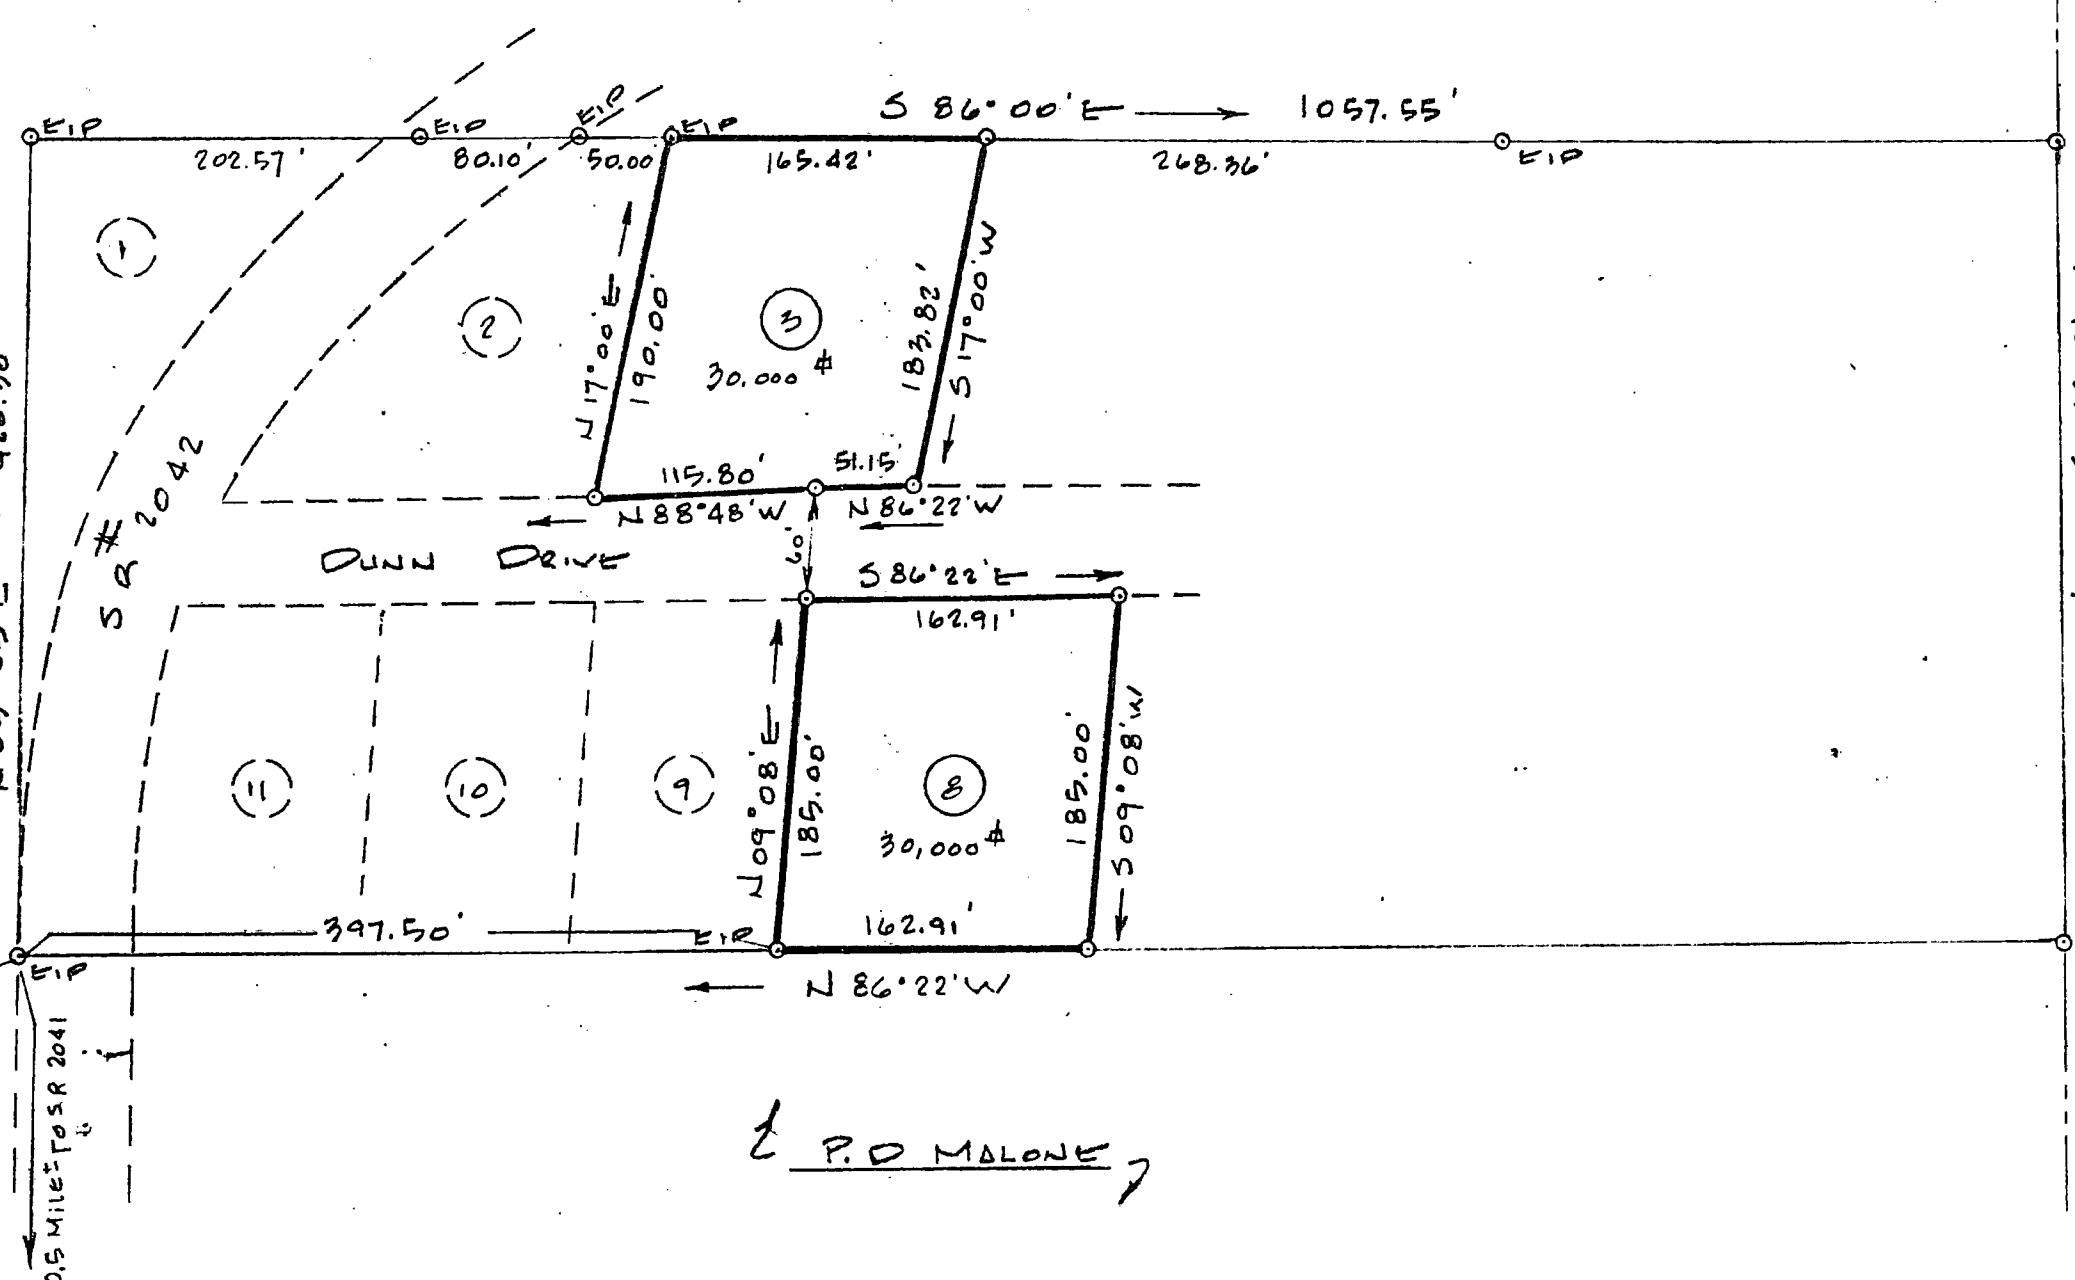 S 86°00'E 1057.55'
EIP
EIP
EIP
EIP
202.57'
80.10'
50.00
165.42'
268.36'
EIP
1
2
3
30,000
N 17°00'E
190.00'
183.82'
S 17°00'W
115.80'
51.15'
N 88°48'W
N 86°22'W
SR # 2042
DUNN DRIVE
60'
S 86°22'E
162.91'
11
10
9
8
30,000
N 09°08'E
185.00'
185.00'
S 09°08'W
397.50'
EIP
162.91'
EIP
N 86°22'W
0.5 Mile± TO SR 2041
P. D MALONE